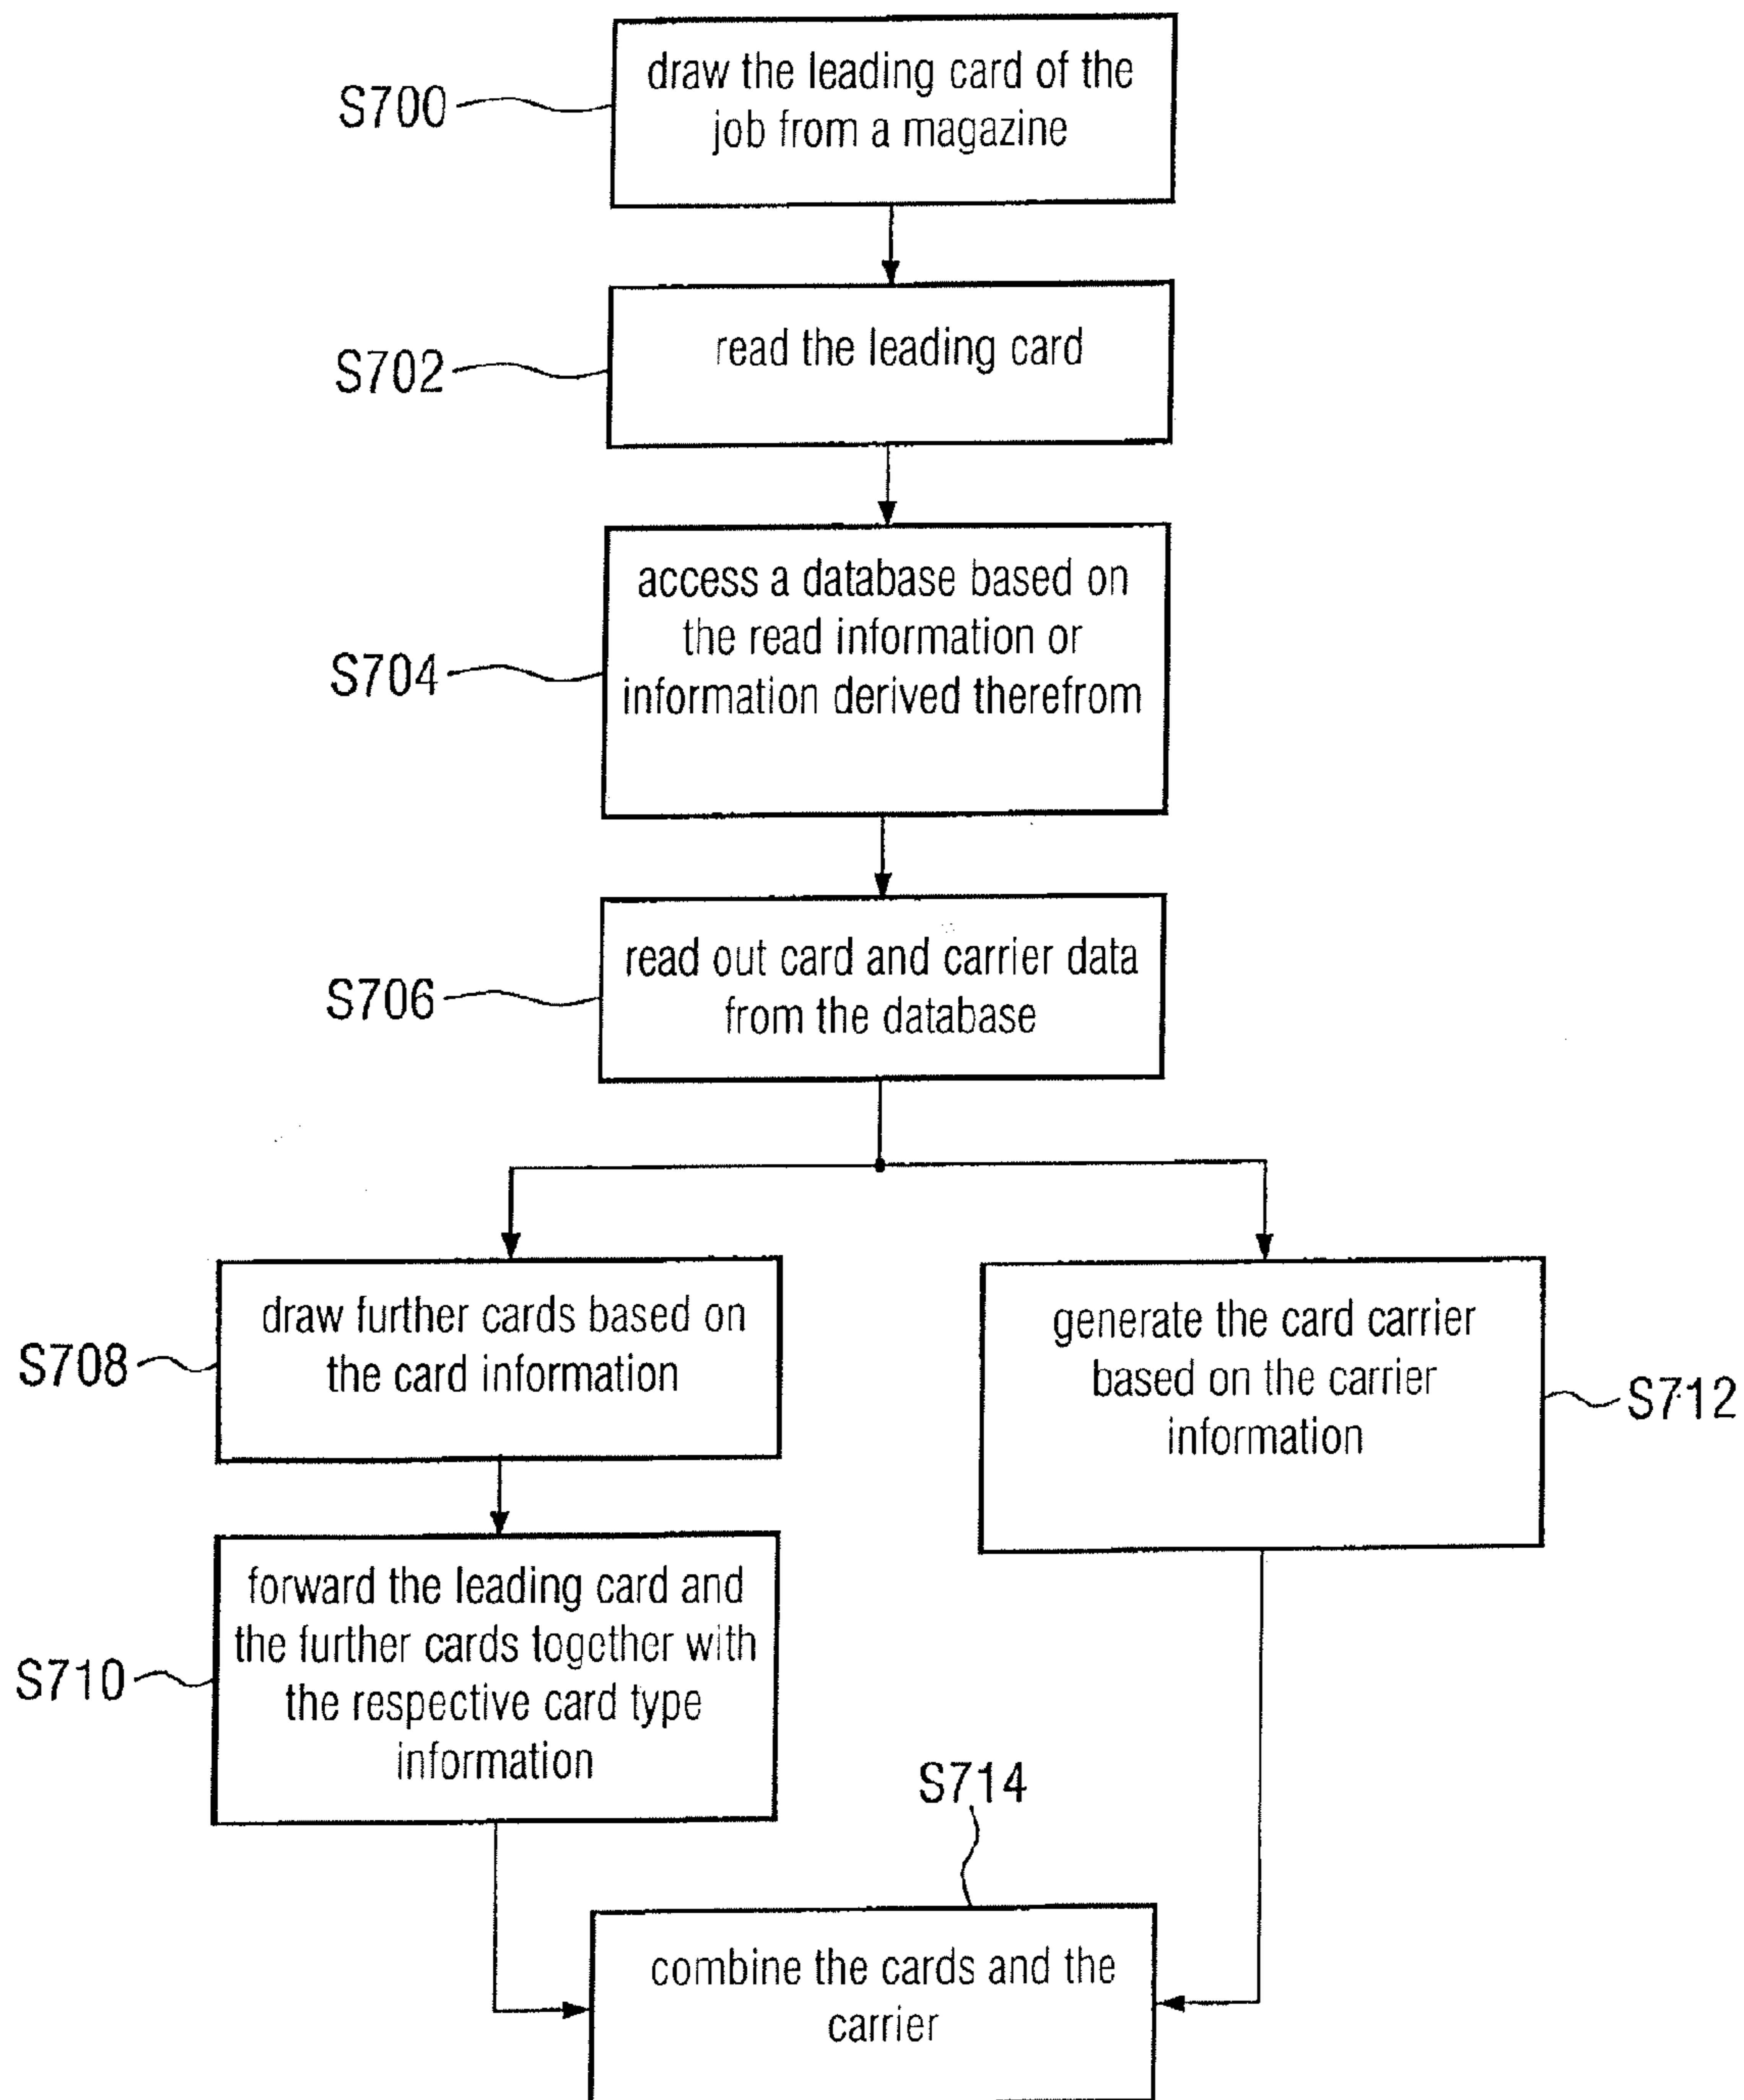 S700
draw the leading card of the
job from a magazine
S702
read the leading card
S704
access a database based on
the read information or
information derived therefrom
S706
read out card and carrier data
from the database
S708
draw further cards based on
the card information
generate the card carrier
based on the carrier
information
S712
S710
forward the leading card and
the further cards together with
the respective card type
information
S714
combine the cards and the
carrier